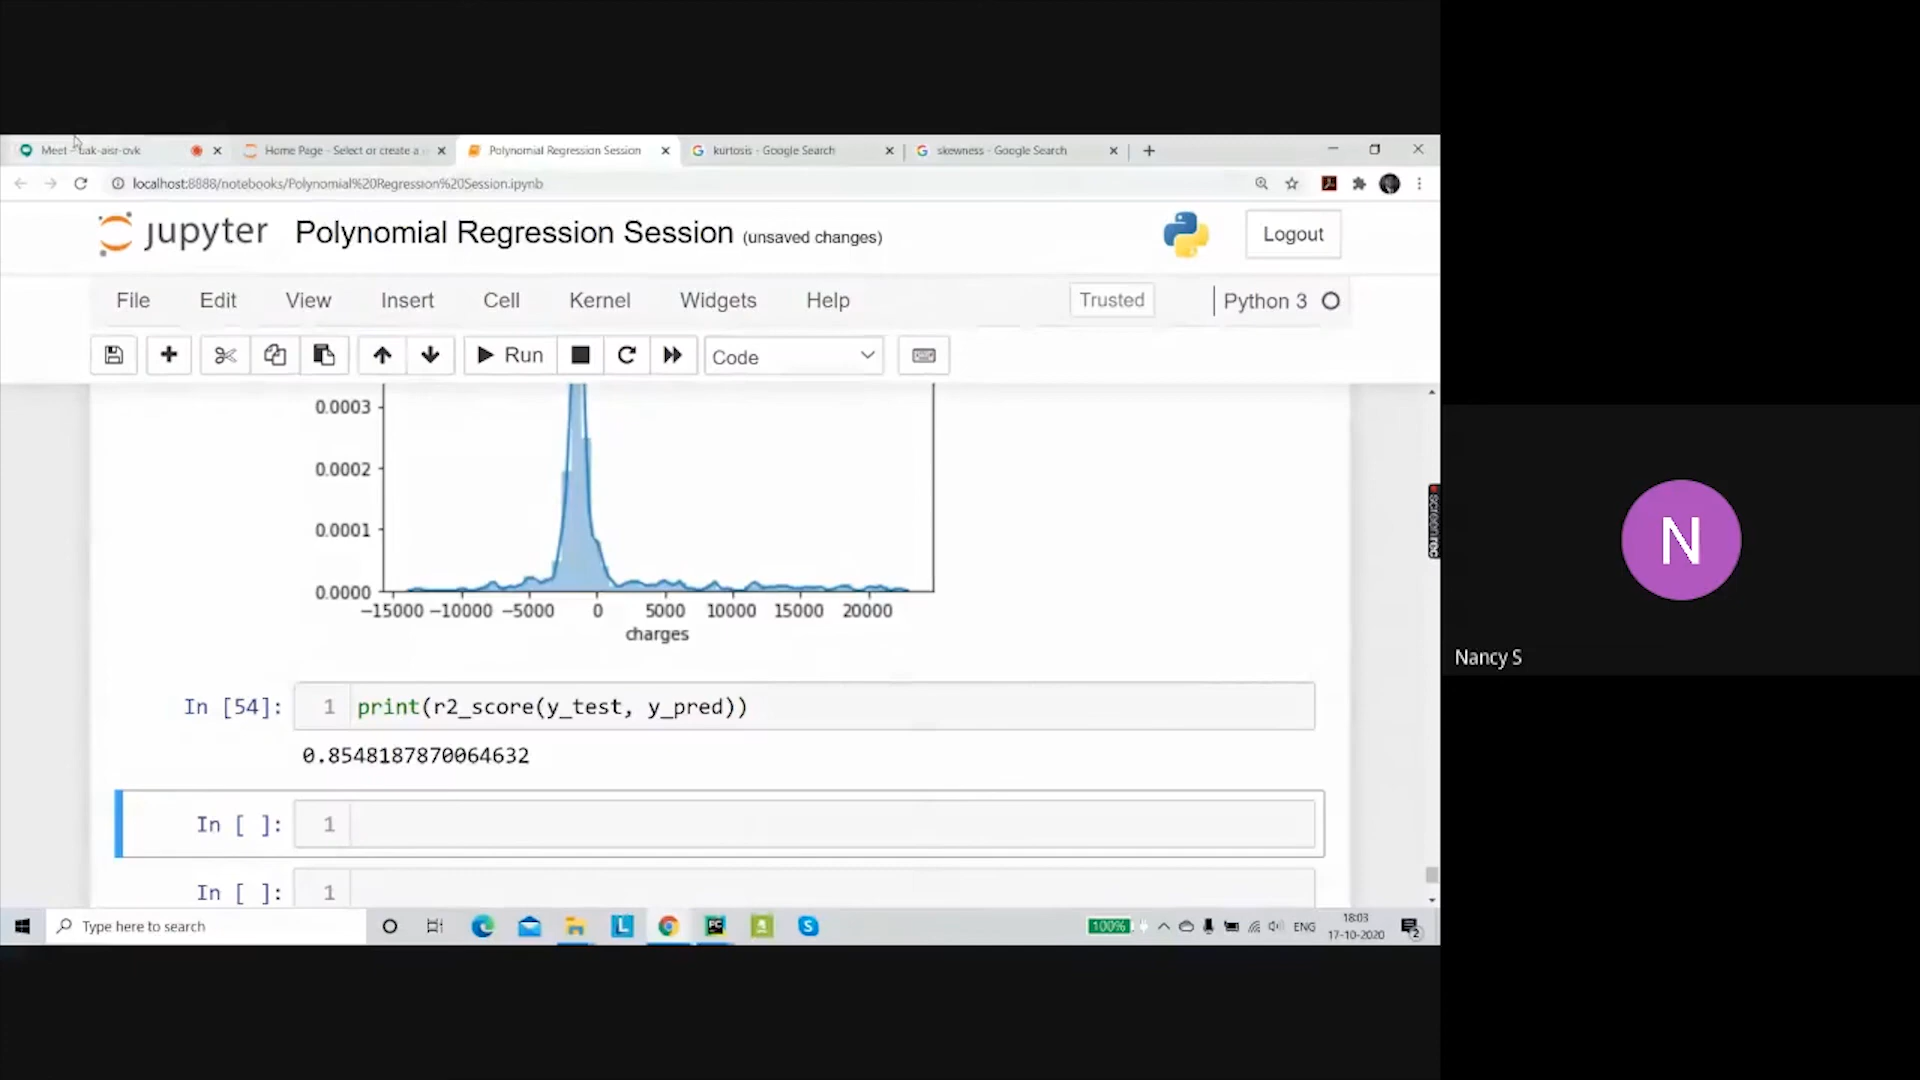 Meet - bak-aisr-ovk
Home Page - Select or create a
Polynomial Regression Session
kurtosis - Google Search
skewness - Google Search
localhost:8888/notebooks/Polynomial%20Regression%20Session.ipynb
jupyter Polynomial Regression Session (unsaved changes)
Logout
File Edit View Insert Cell Kernel Widgets Help
Trusted
Python 3
Run
Code
0.0003
0.0002
0.0001
0.0000
−15000 −10000 −5000 0 5000 10000 15000 20000
charges
In [54]: 1 print(r2_score(y_test, y_pred))
0.8548187870064632
In [ ]: 1
In [ ]: 1
screenrec
N
Nancy S
Type here to search
L
PC
S
100%
ENG
18:03
17-10-2020
2